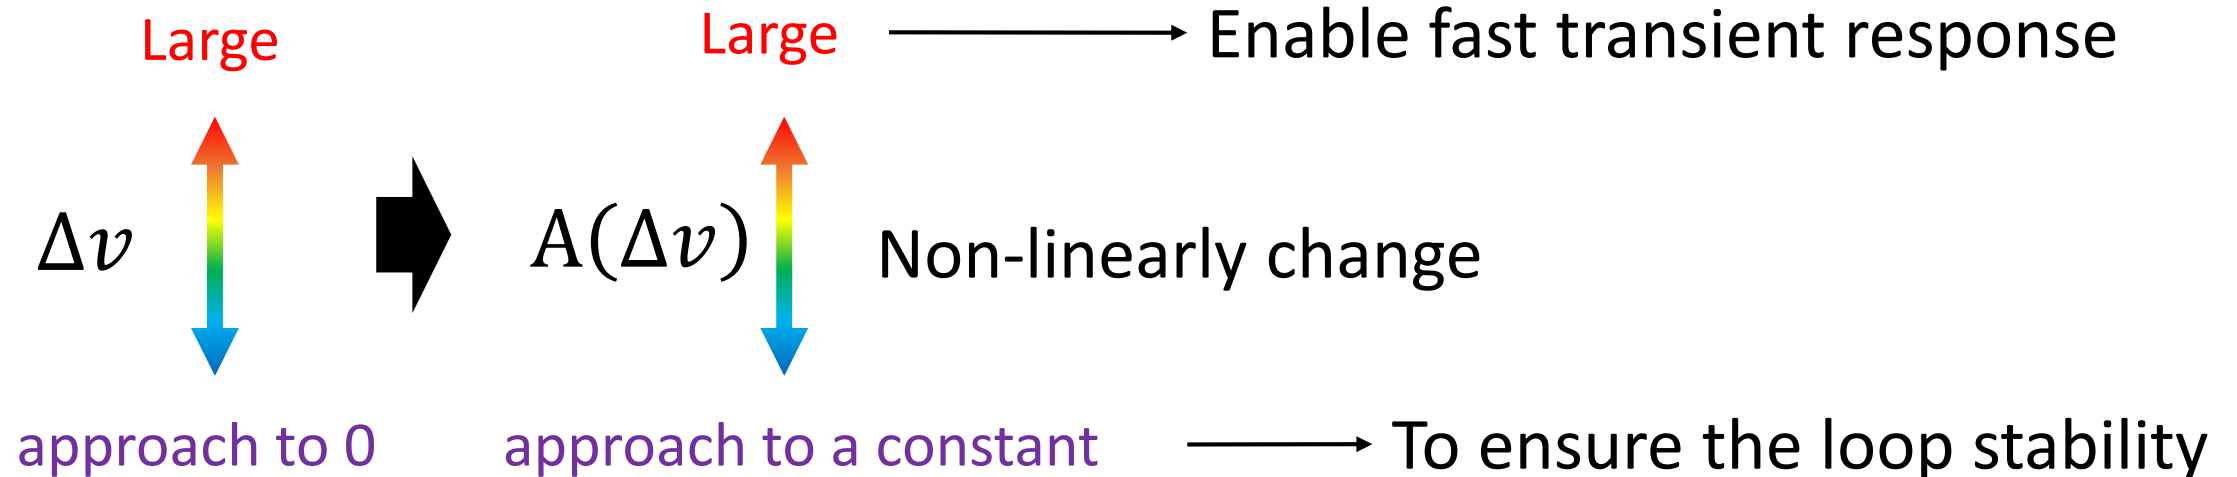 Large
Large
Enable fast transient response
Δv
A(Δv)
Non-linearly change
approach to 0
approach to a constant
To ensure the loop stability